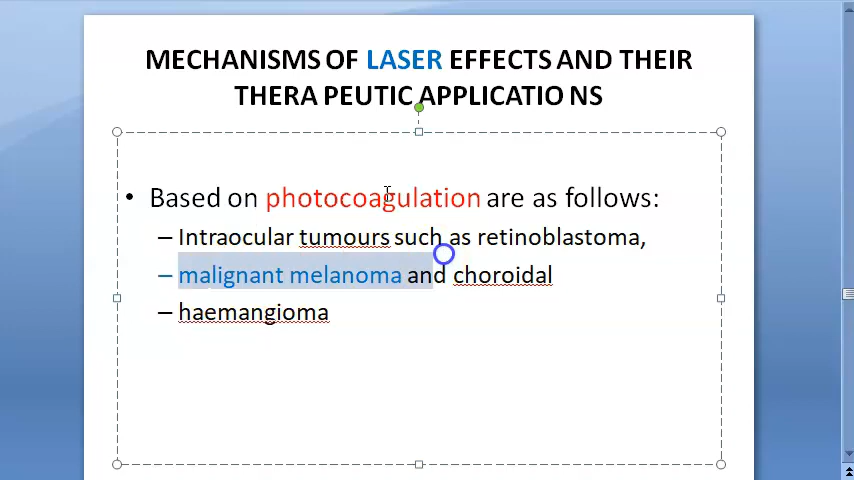 MECHANISMS OF LASER EFFECTS AND THEIR
THERA PEUTIC APPLICATIO NS
• Based on photocoagulation are as follows:
– Intraocular tumours such as retinoblastoma,
– malignant melanoma and choroidal
– haemangioma